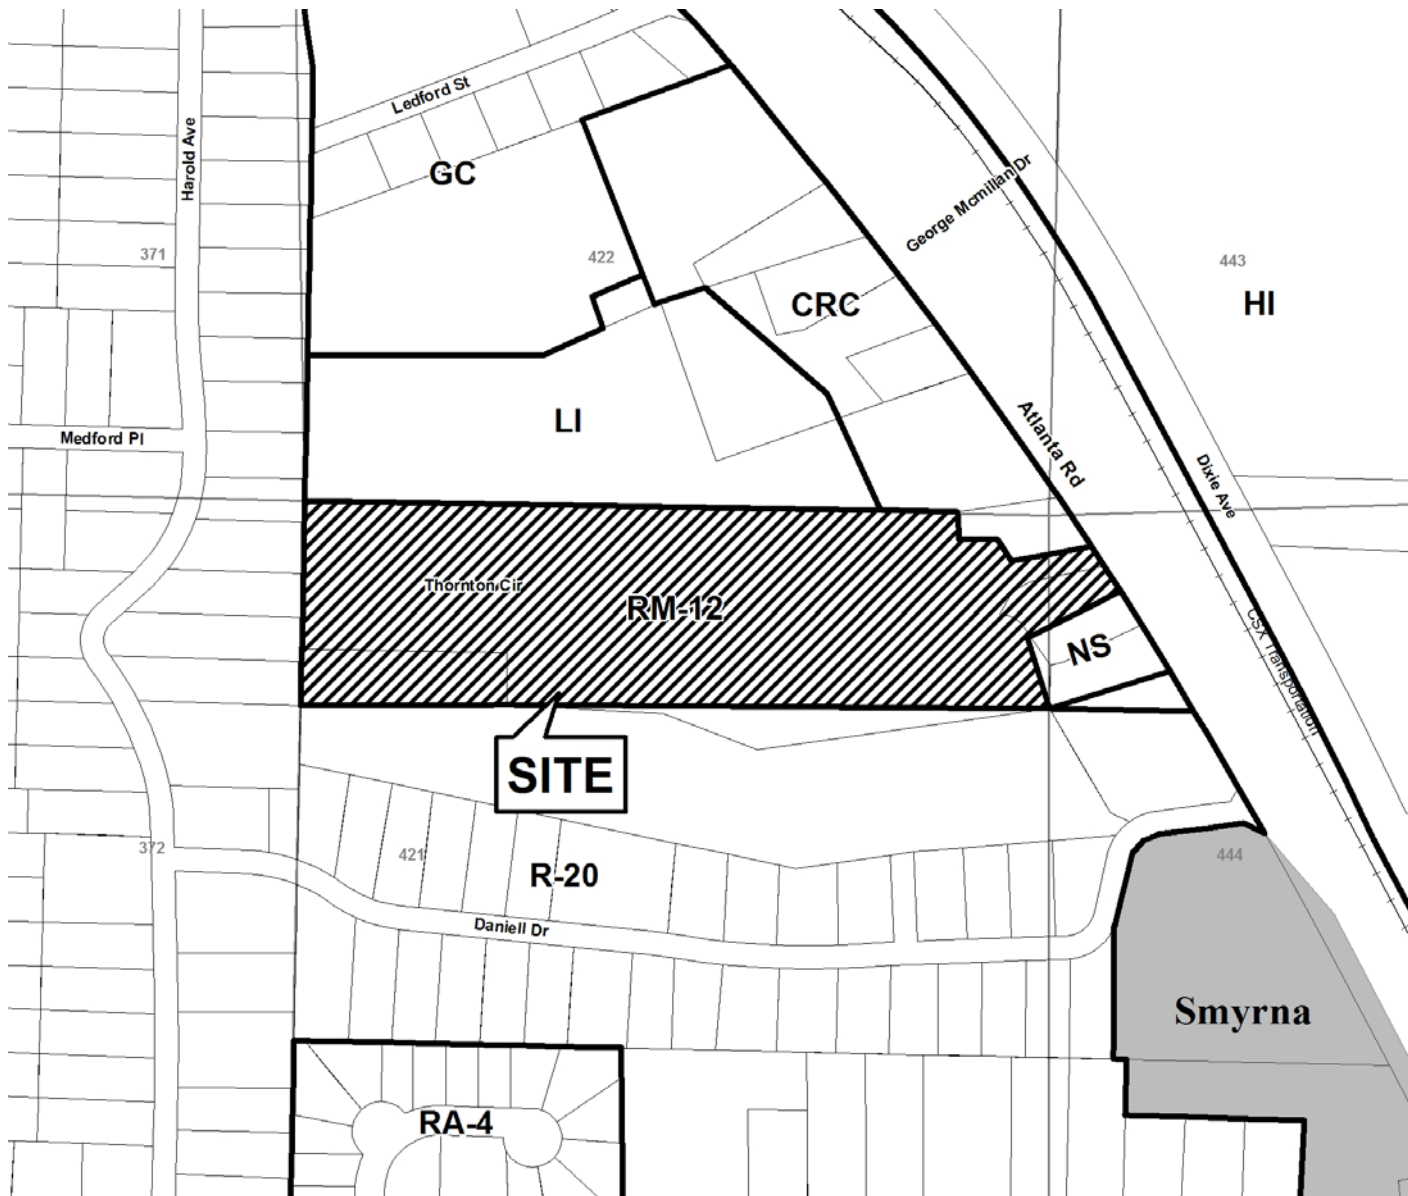 Ledford St
Harold Ave
GC
George Mcmillan Dr
371
422
443
CRC
HI
LI
Atlanta Rd
Medford Pl
Dixie Ave
Thornton Cir
RM-12
NS
CSX Transportation
SITE
372
421
R-20
444
Daniell Dr
Smyrna
RA-4